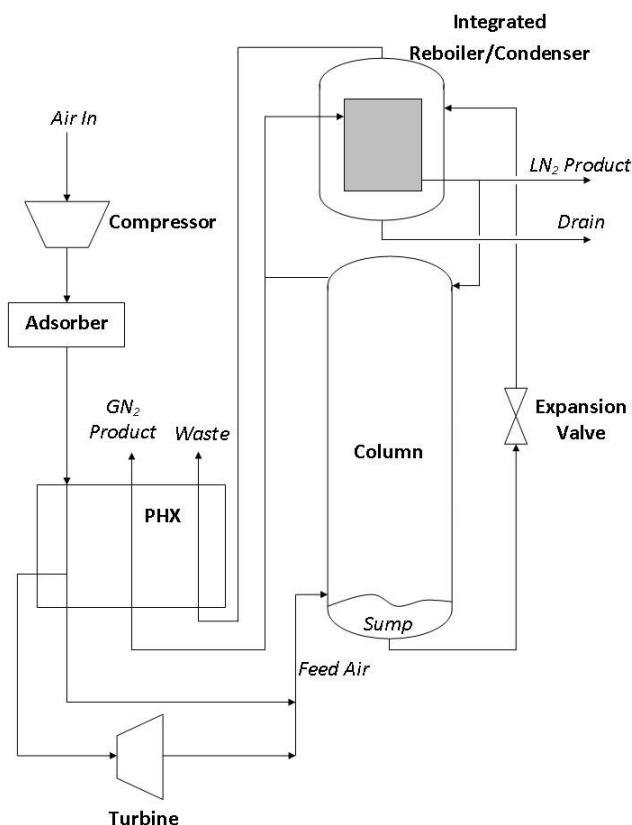 Integrated
Reboiler/Condenser
Air In
LN₂ Product
Compressor
Drain
Adsorber
GN₂
Product
Waste
Expansion
Valve
Column
PHX
Sump
Feed Air
Turbine